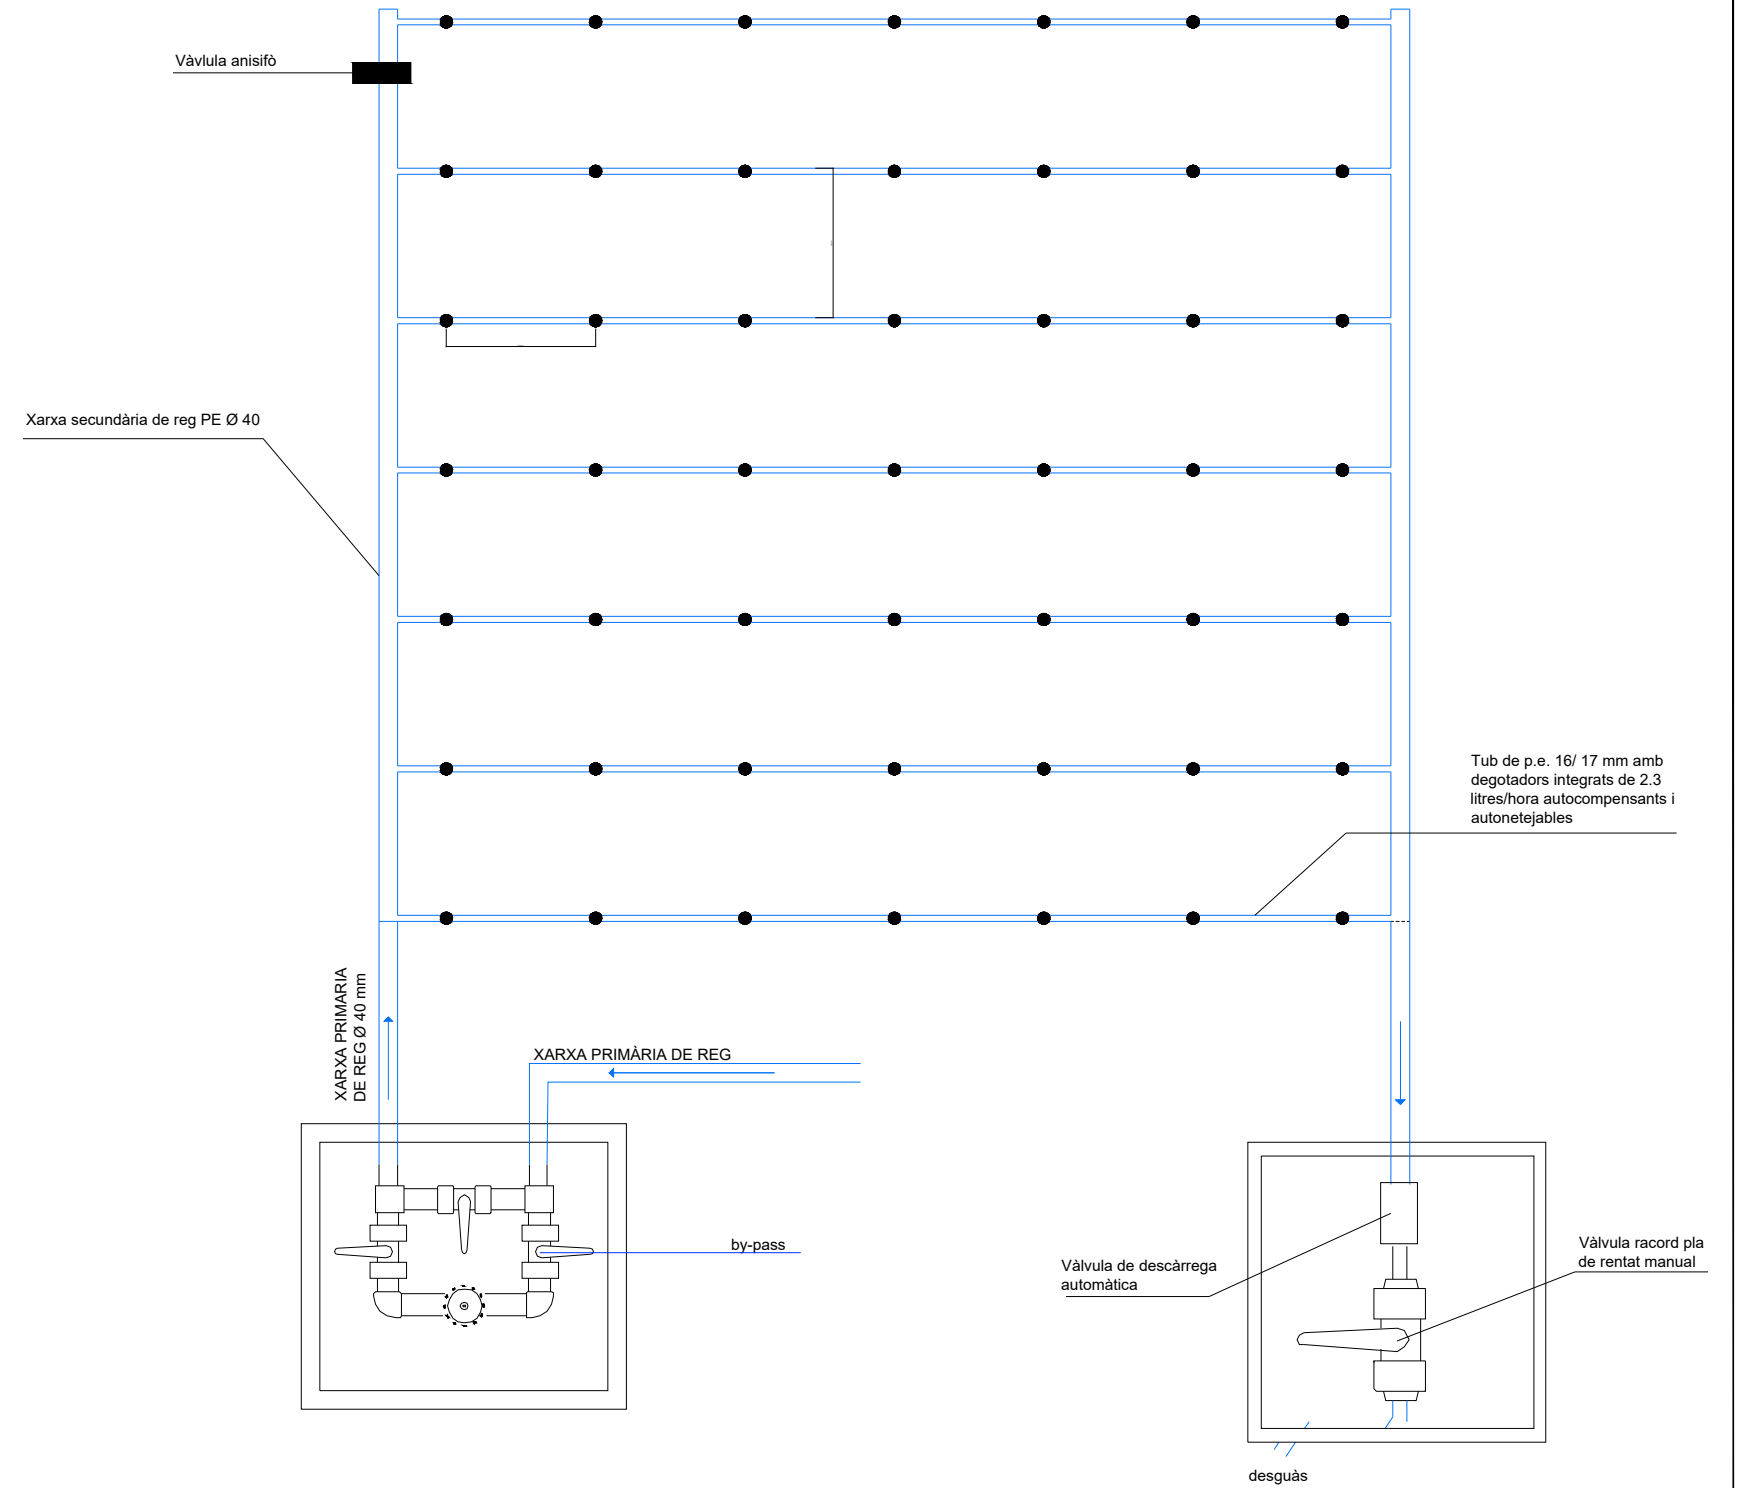 Vàvlula anisifò
Xarxa secundària de reg PE Ø 40
Tub de p.e. 16/ 17 mm amb
degotadors integrats de 2.3
litres/hora autocompensants i
autonetejables
XARXA PRIMARIA
DE REG Ø 40 mm
XARXA PRIMÀRIA DE REG
by-pass
Vàlvula de descàrrega
automàtica
Vàlvula racord pla
de rentat manual
desguàs